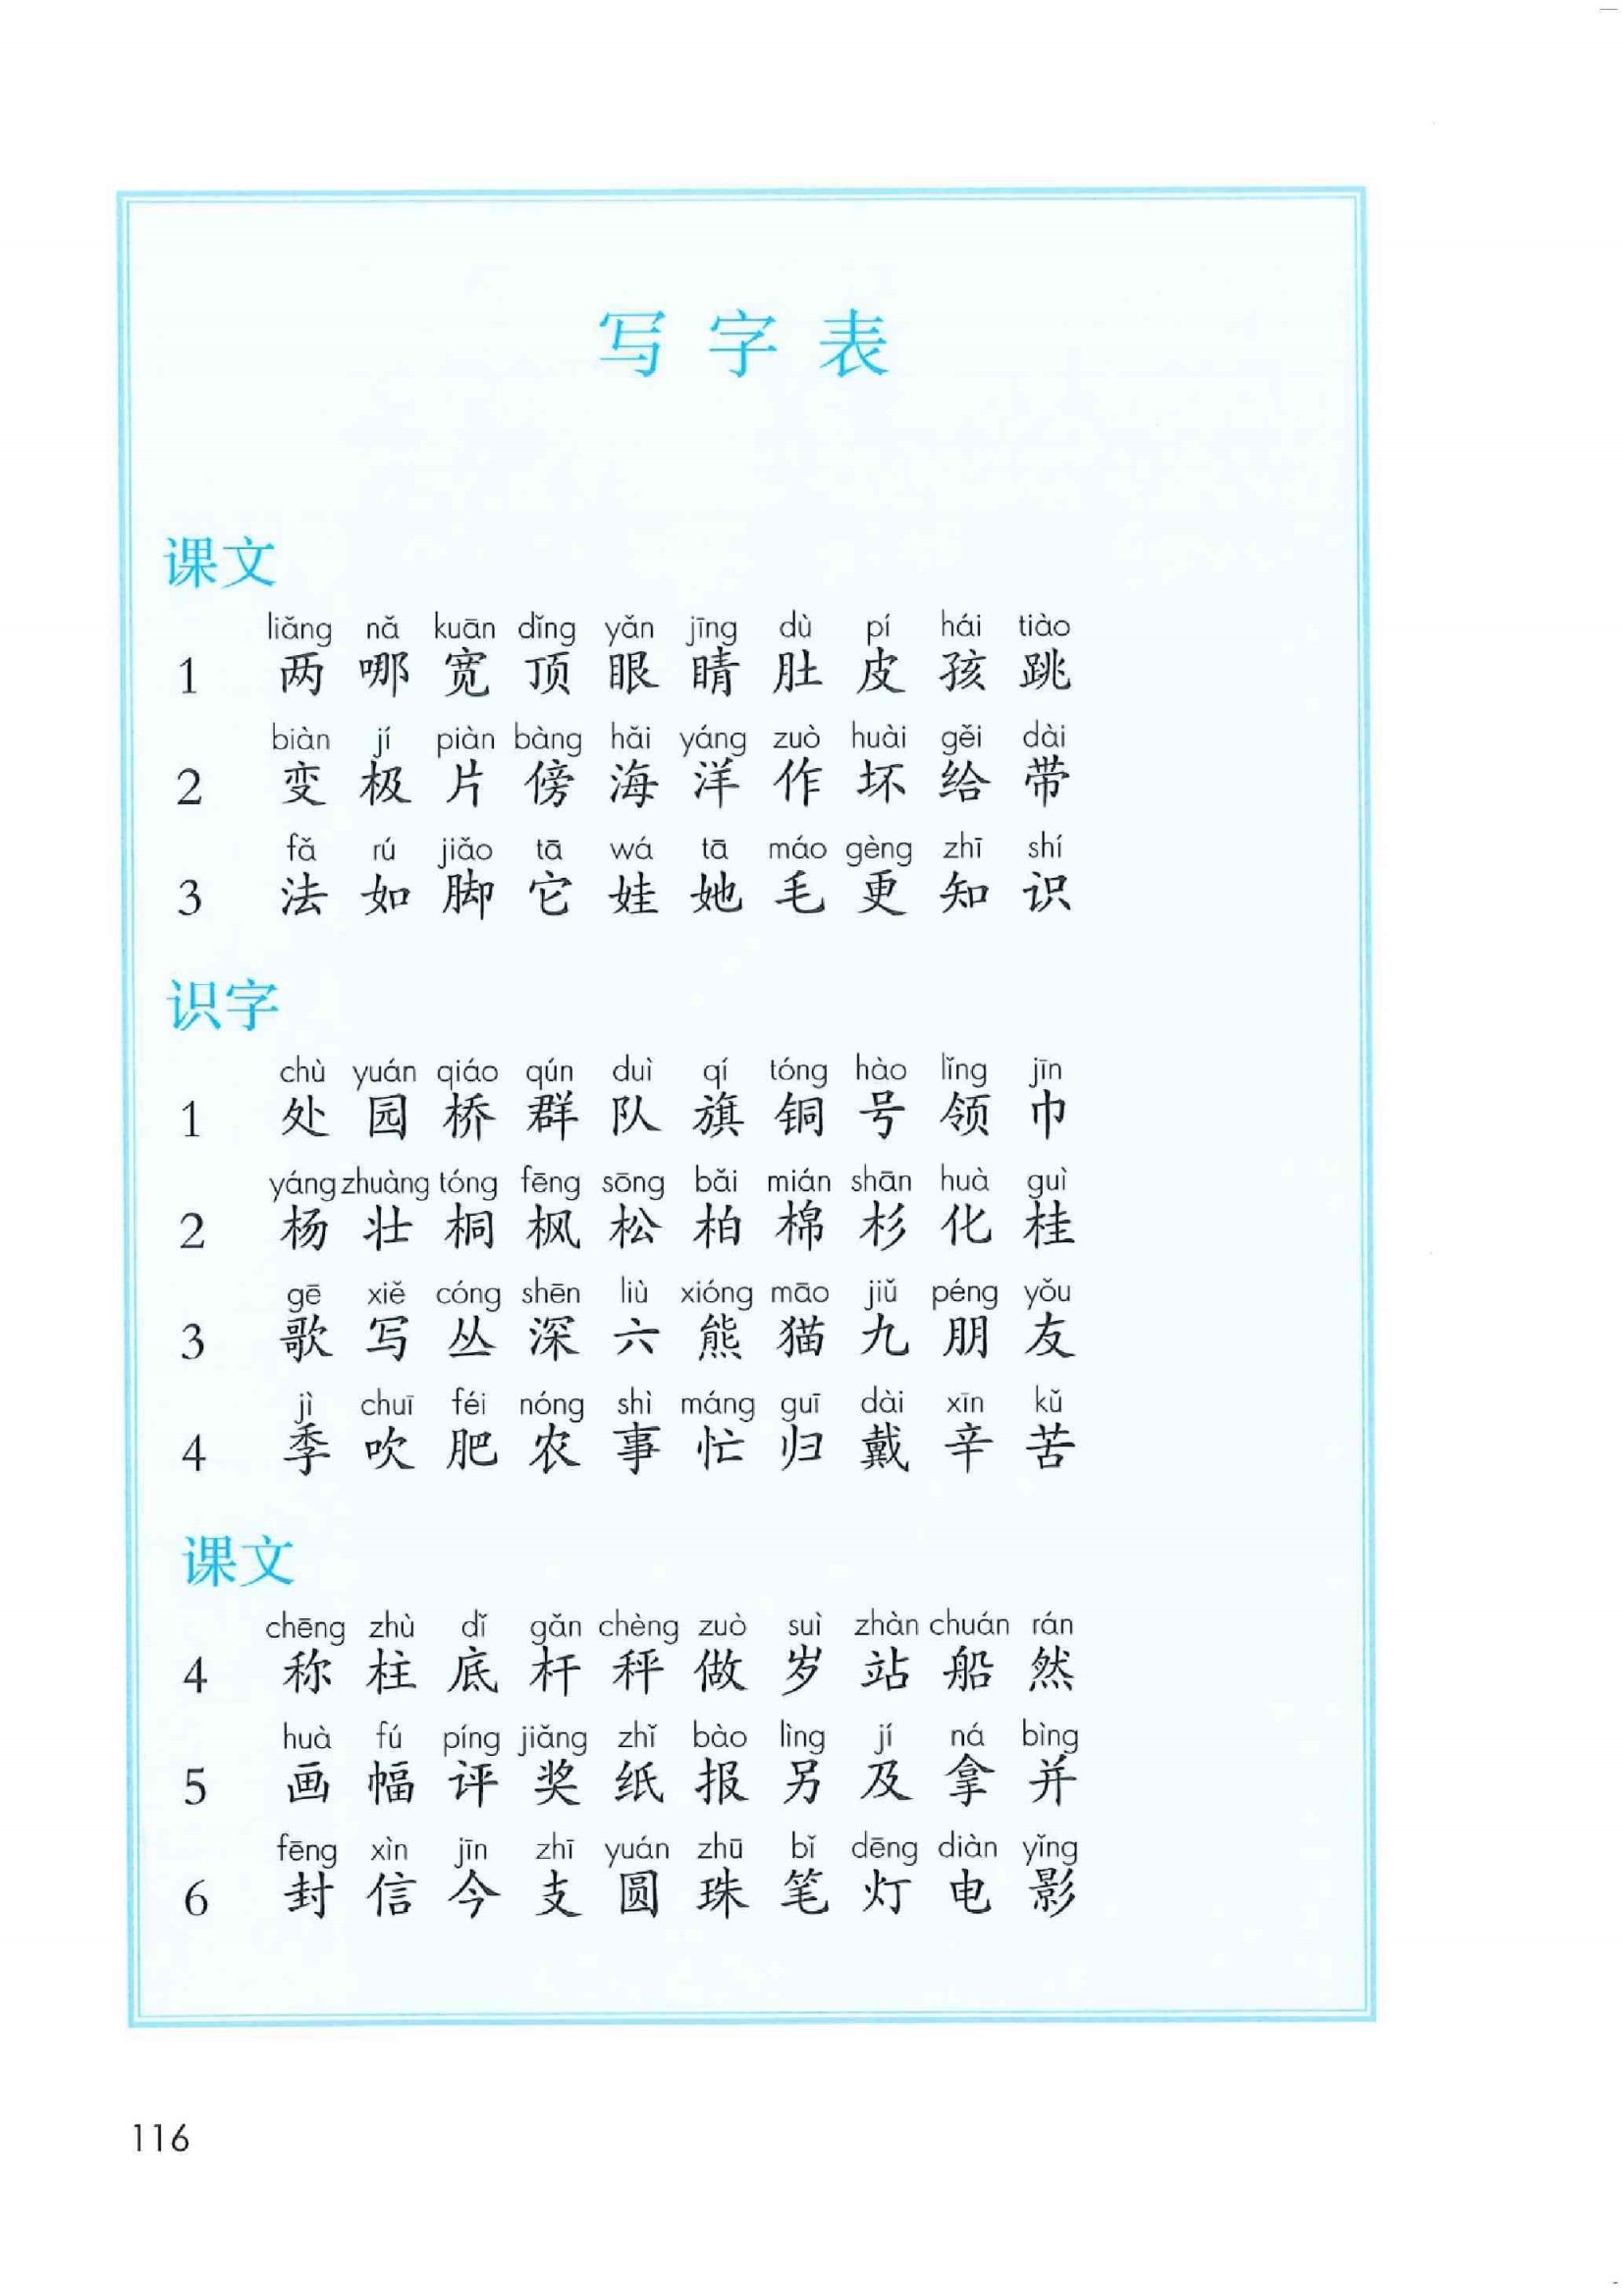 写字表
课文
liǎng nǎ kuān dǐng yǎn jīng dù pí hái tiào
1 两 哪 宽 顶 眼 睛 肚 皮 孩 跳
biàn jí piàn bàng hǎi yáng zuò huài gěi dài
2 变 极 片 傍 海 洋 作 坏 给 带
fǎ rú jiǎo tā wá tā máo gèng zhī shí
3 法 如 脚 它 娃 她 毛 更 知 识
识字
chù yuán qiáo qún duì qí tóng hào lǐng jīn
1 处 园 桥 群 队 旗 铜 号 领 巾
yáng zhuàng tóng fēng sōng bǎi mián shān huà guì
2 杨 壮 桐 枫 松 柏 棉 杉 化 桂
gē xiě cóng shēn liù xióng māo jiǔ péng yǒu
3 歌 写 丛 深 六 熊 猫 九 朋 友
jì chuī féi nóng shì máng guī dài xīn kǔ
4 季 吹 肥 农 事 忙 归 戴 辛 苦
课文
chēng zhù dǐ gǎn chèng zuò suì zhàn chuán rán
4 称 柱 底 杆 秤 做 岁 站 船 然
huà fú píng jiǎng zhǐ bào lìng jí ná bìng
5 画 幅 评 奖 纸 报 另 及 拿 并
fēng xìn jīn zhī yuán zhū bǐ dēng diàn yǐng
6 封 信 今 支 圆 珠 笔 灯 电 影
116